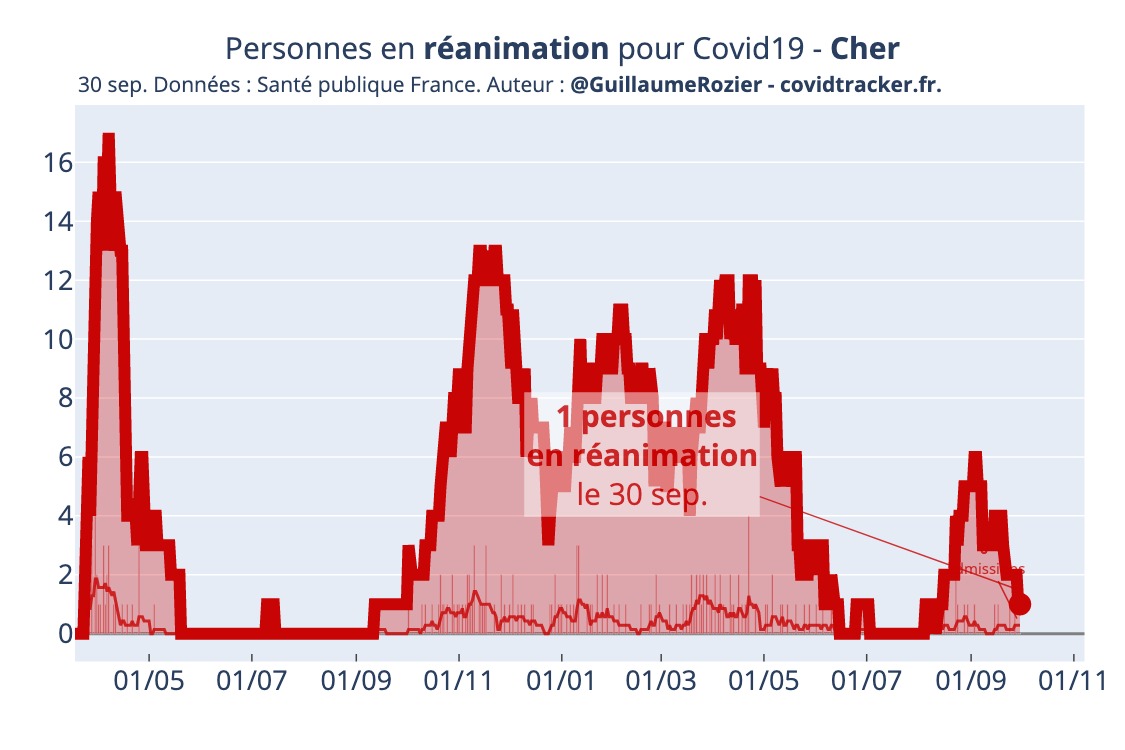 Personnes en réanimation pour Covid19 - Cher
30 sep. Données : Santé publique France. Auteur : @GuillaumeRozier - covidtracker.fr.
16
14
12
10
8
6
4
2
0
1 personnes
en réanimation
le 30 sep.
01/05 01/07 01/09 01/11 01/01 01/03 01/05 01/07 01/09 01/11